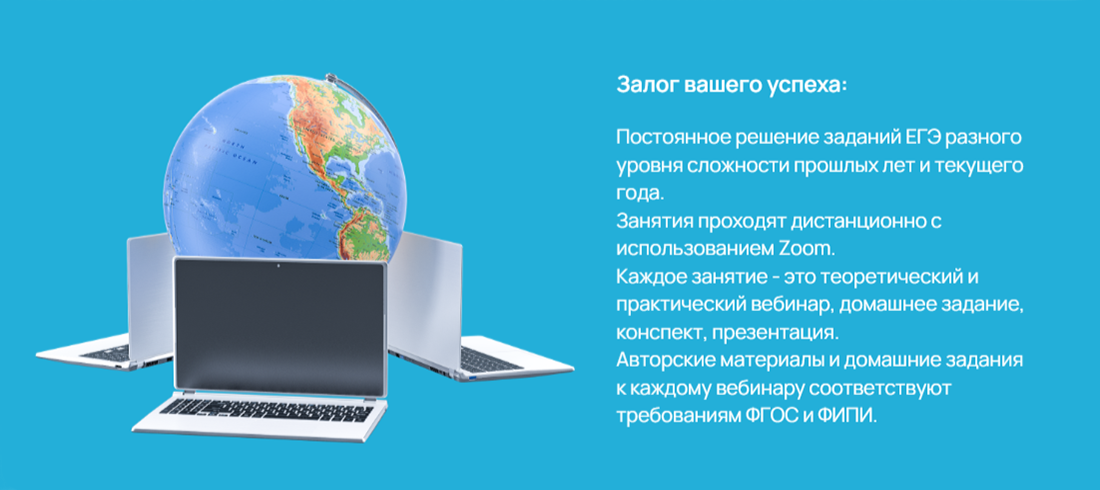 Залог вашего успеха:
Постоянное решение заданий ЕГЭ разного
уровня сложности прошлых лет и текущего
года.
Занятия проходят дистанционно с
использованием Zoom.
Каждое занятие - это теоретический и
практический вебинар, домашнее задание,
конспект, презентация.
Авторские материалы и домашние задания
к каждому вебинару соответствуют
требованиям ФГОС и ФИПИ.